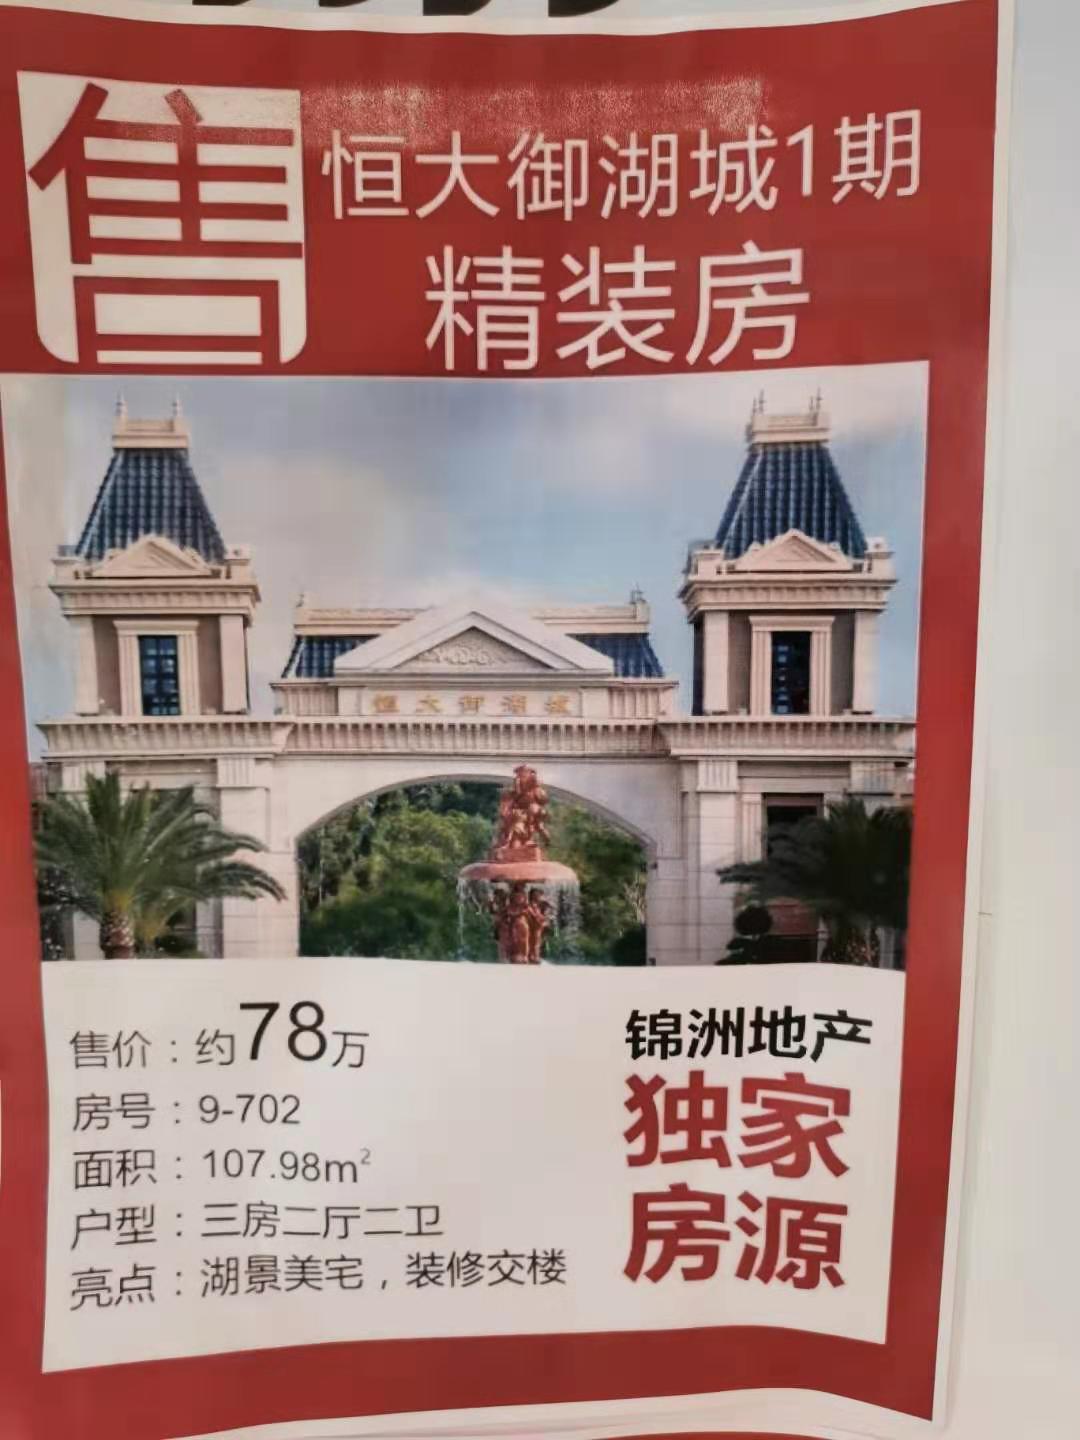 售
恒大御湖城1期
精装房
恒大御湖城
售价：约78万
房号：9-702
面积：107.98m²
户型：三房二厅二卫
亮点：湖景美宅，装修交楼
锦洲地产
独家
房源